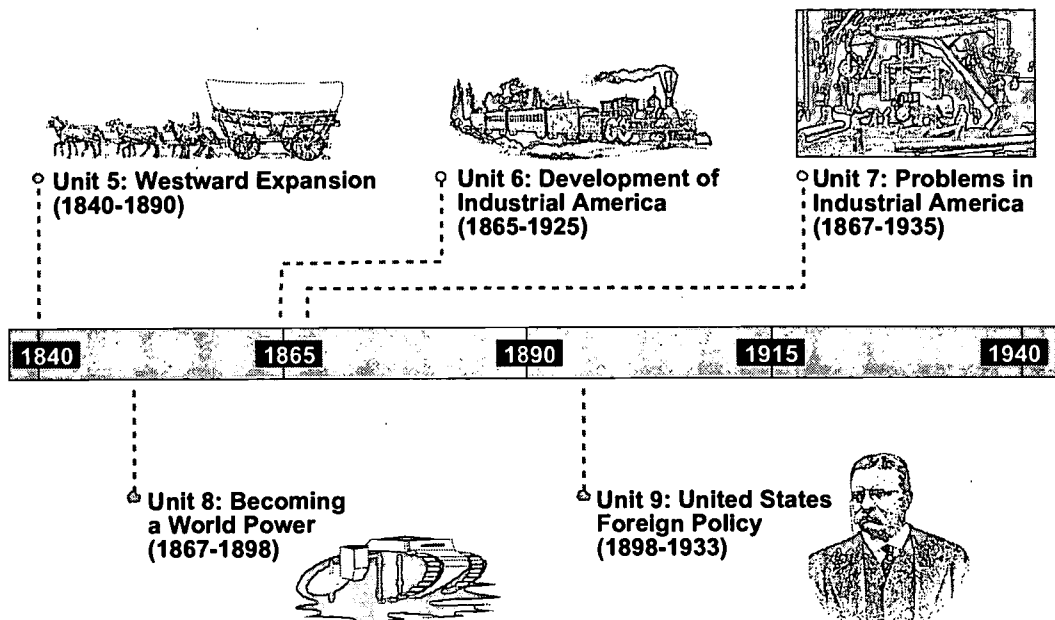 Unit 5: Westward Expansion
(1840-1890)
Unit 6: Development of
Industrial America
(1865-1925)
Unit 7: Problems in
Industrial America
(1867-1935)
1840
1865
1890
1915
1940
Unit 8: Becoming
a World Power
(1867-1898)
Unit 9: United States
Foreign Policy
(1898-1933)